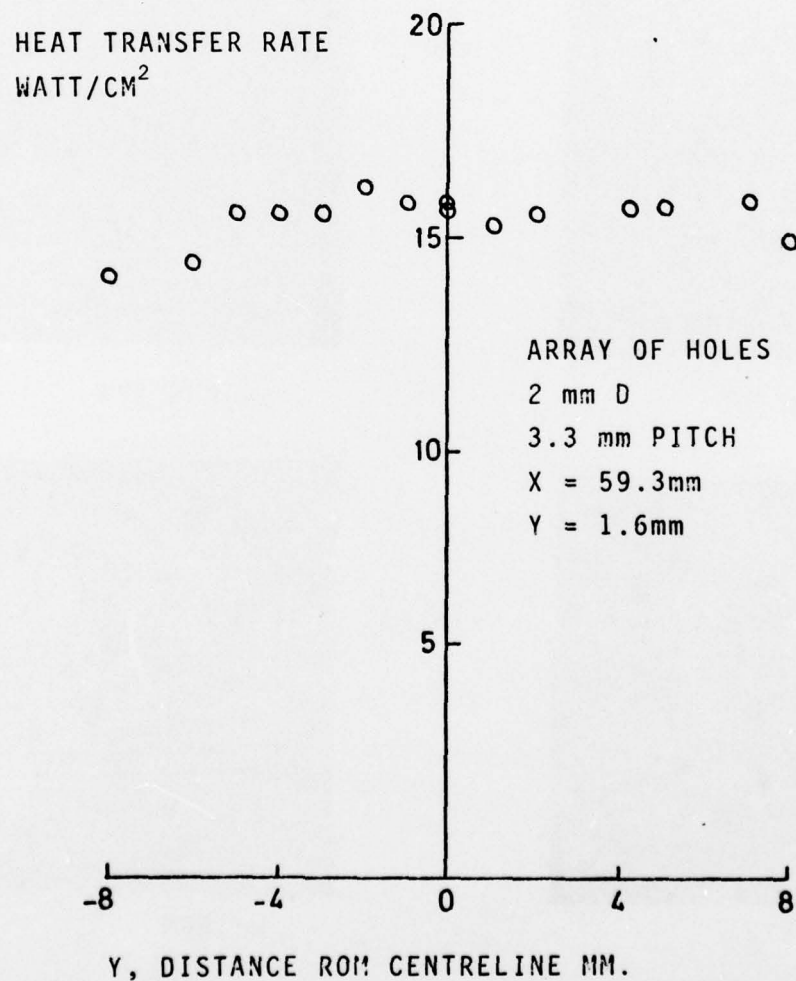 HEAT TRANSFER RATE
WATT/CM²
20
15
10
5
ARRAY OF HOLES
2 mm D
3.3 mm PITCH
X = 59.3mm
Y = 1.6mm
-8 -4 0 4 8
Y, DISTANCE ROM CENTRELINE MM.